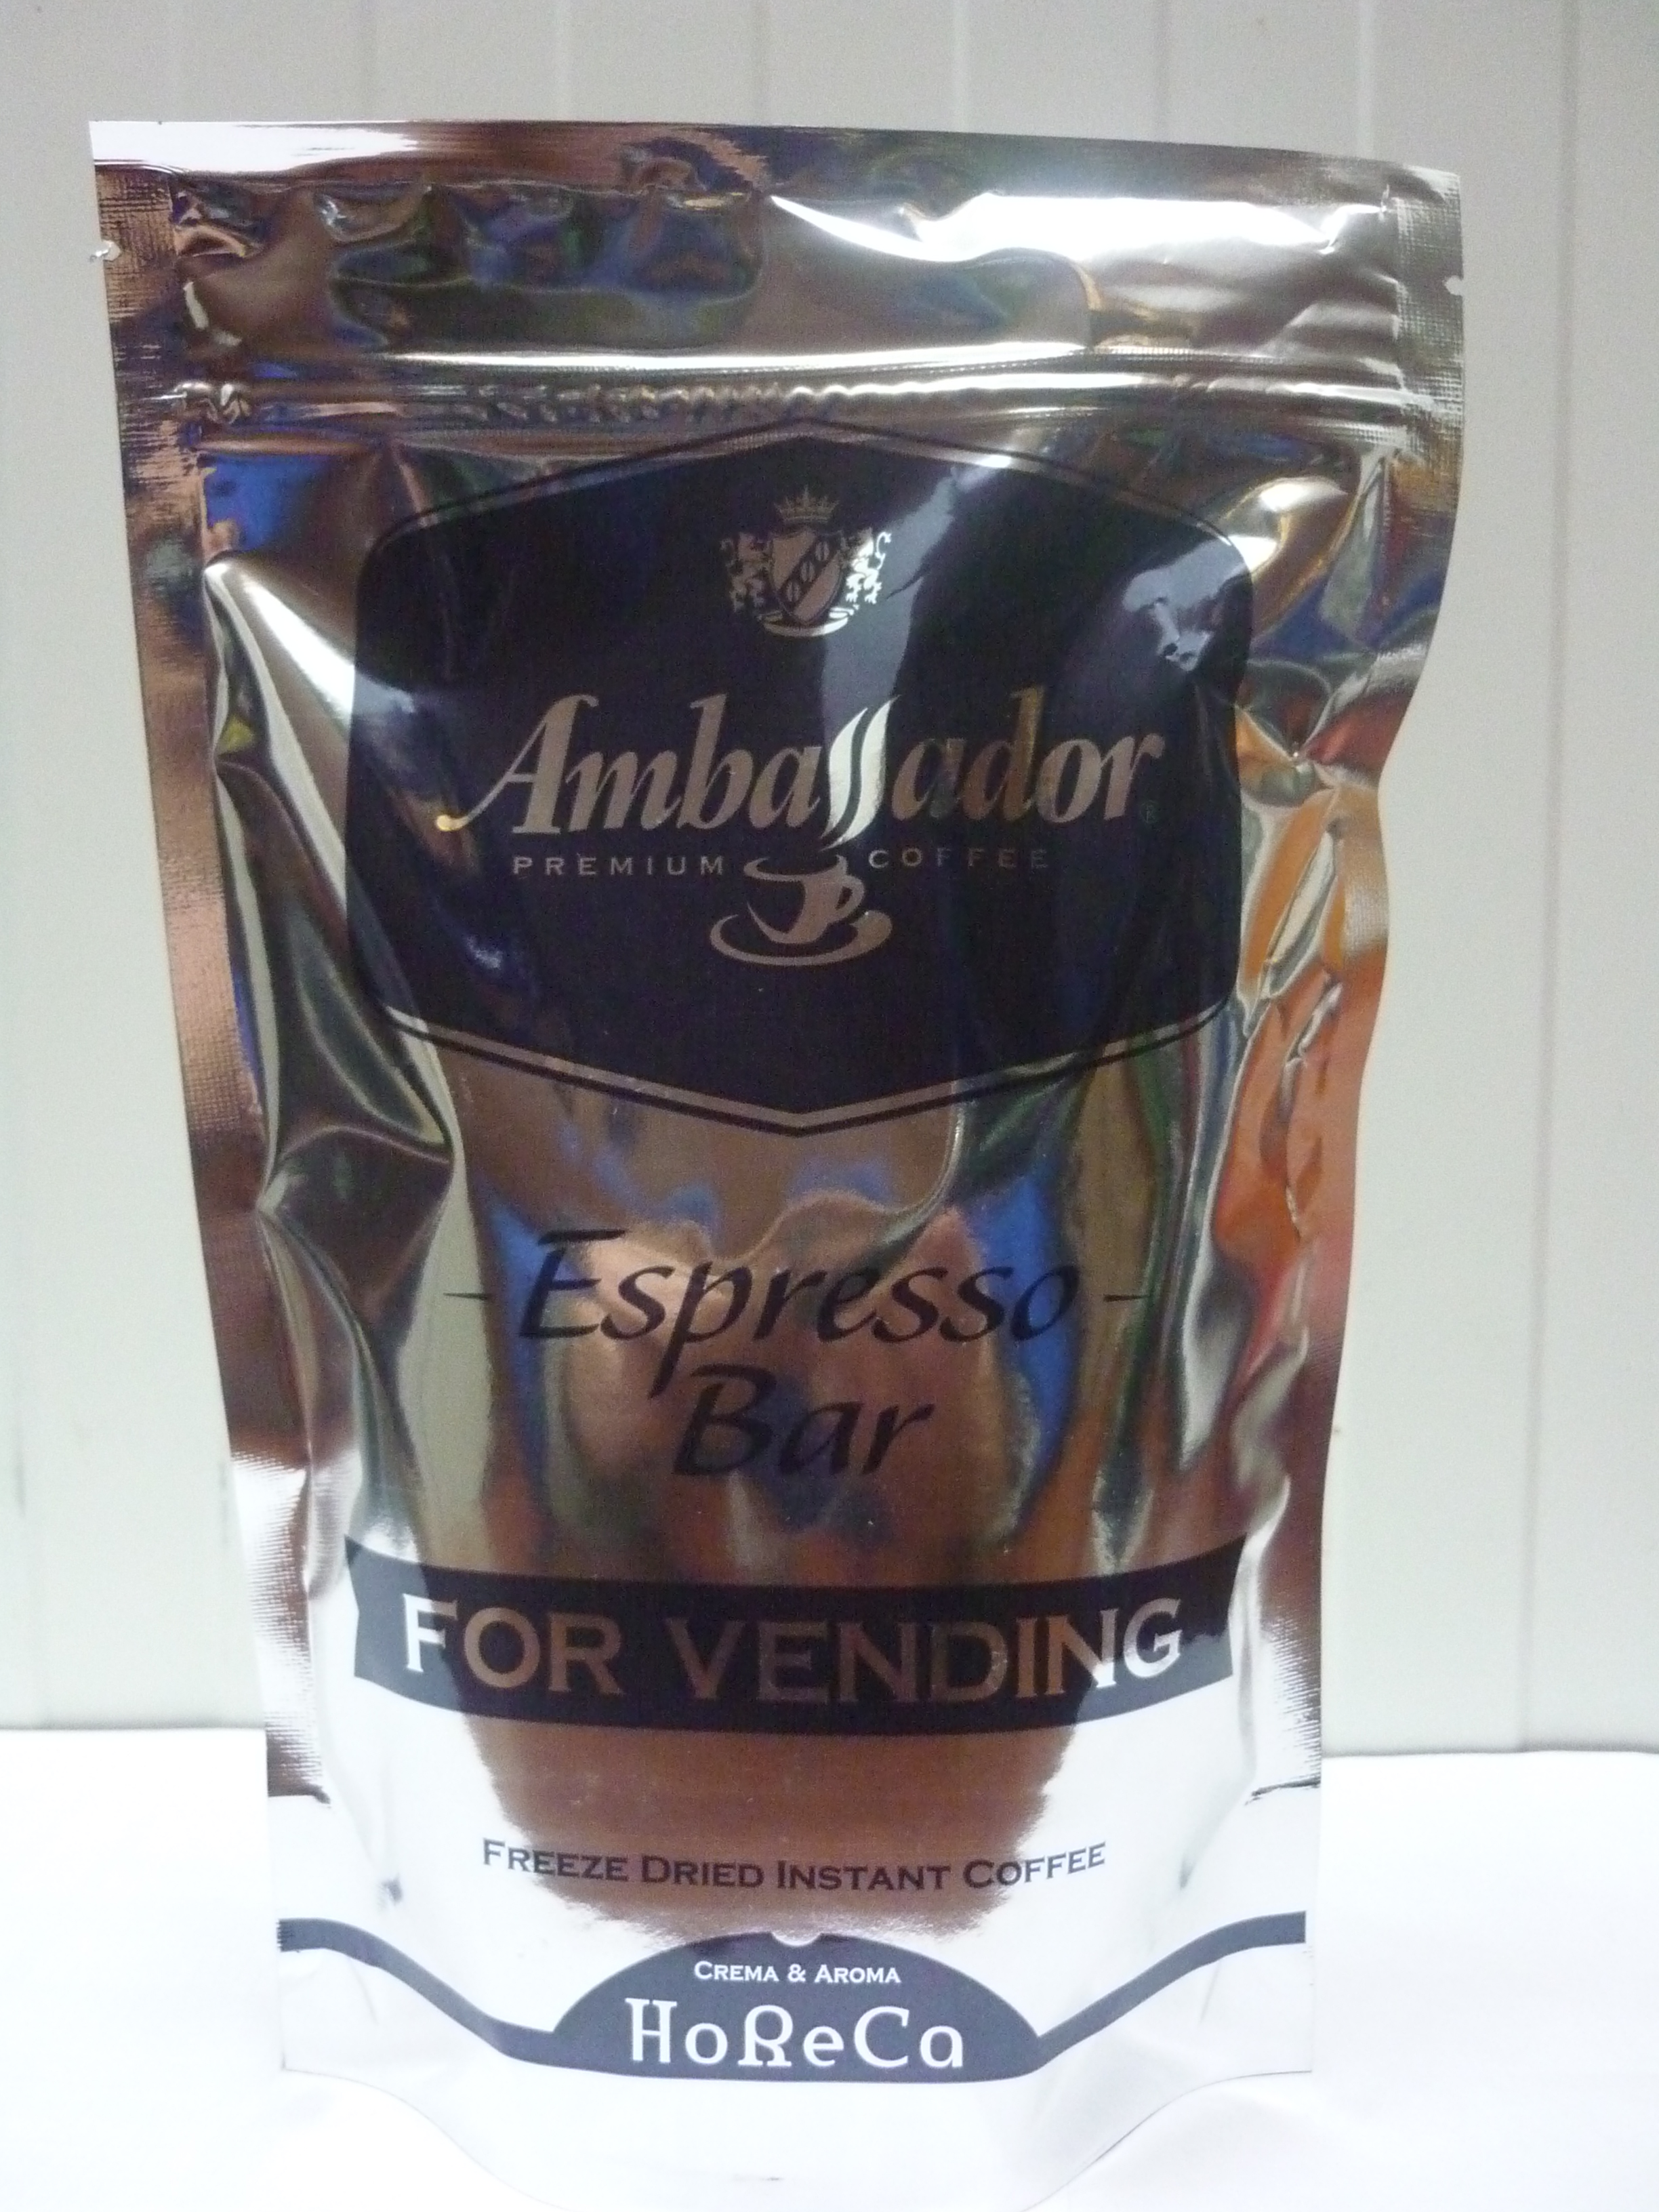 Ambassador®
PREMIUM COFFEE
Espresso
Bar
FOR VENDING
FREEZE DRIED INSTANT COFFEE
CREMA & AROMA
HoReCa